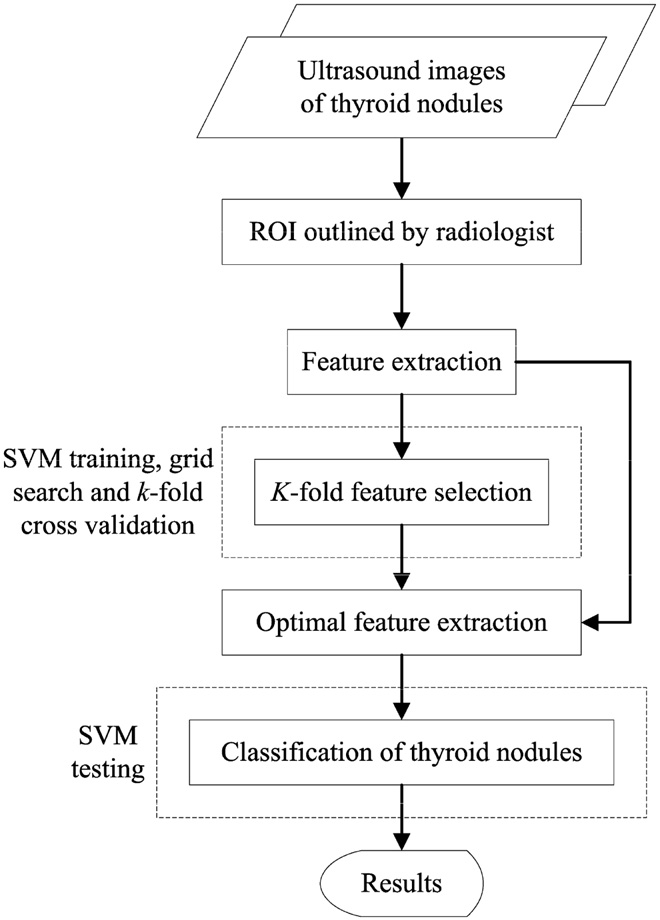 Ultrasound images
of thyroid nodules
ROI outlined by radiologist
Feature extraction
SVM training, grid
search and k-fold
cross validation
K-fold feature selection
Optimal feature extraction
SVM
testing
Classification of thyroid nodules
Results